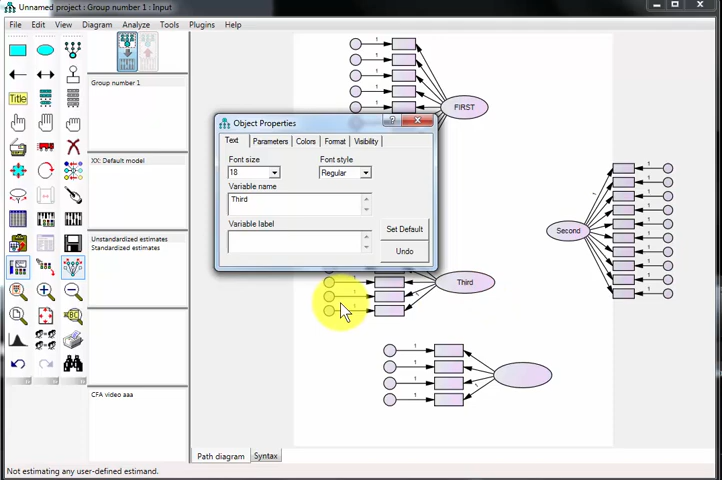 Unnamed project : Group number 1 : Input
File Edit View Diagram Analyze Tools Plugins Help
Title
Group number 1
XX: Default model
Unstandardized estimates
Standardized estimates
CFA video aaa
FIRST
Object Properties
Text Parameters Colors Format Visibility
Font size Font style
18 Regular
Variable name
Third
Set Default
Variable label
Undo
Second
Third
Path diagram Syntax
Not estimating any user-defined estimand.